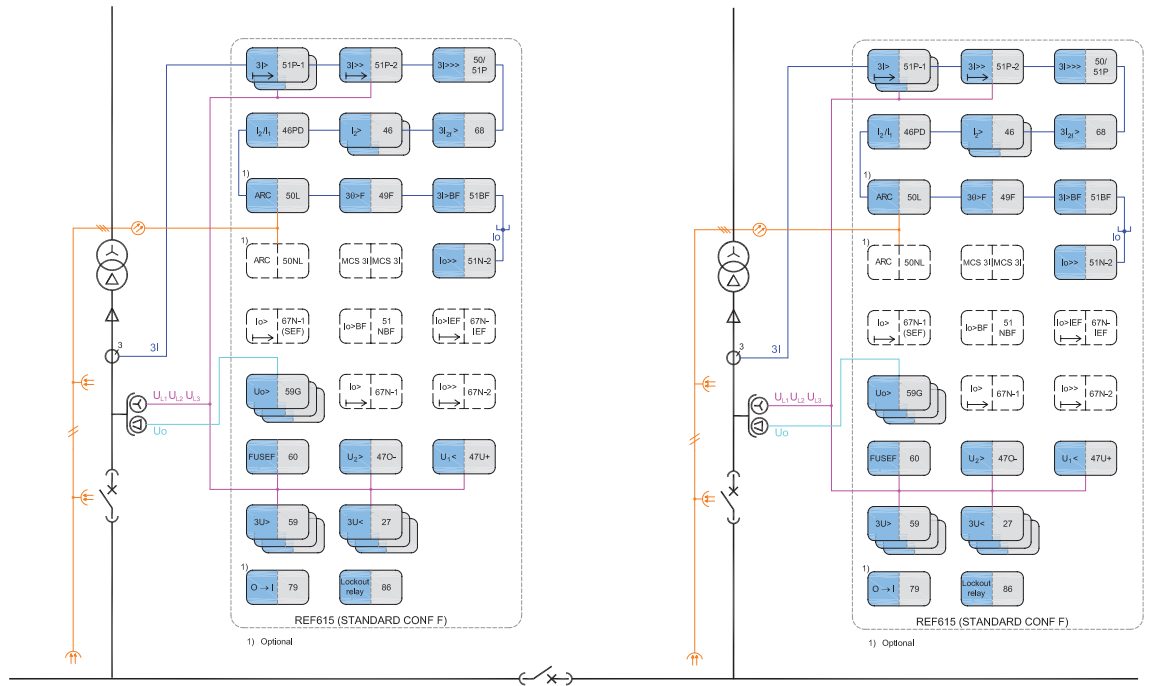 3I> 51P-1
3I>> 51P-2
3I>>> 50/
51P
I2/I1 46PD
I2> 46
3I2f> 68
1)
ARC 50L
3θ>F 49F
3I>BF 51BF
Io
1)
ARC 50NL
MCS 3I MCS 3I
Io>> 51N-2
Io> 67N-1
(SEF)
Io>BF 51
NBF
Io>IEF 67N-
IEF
3
3I
Uo> 59G
Io> 67N-1
Io>> 67N-2
UL1 UL2 UL3
Uo
FUSEF 60
U2> 47O-
U1< 47U+
3U> 59
3U< 27
1)
O → I 79
Lockout
relay 86
REF615 (STANDARD CONF F)
1) Optional
3I> 51P-1
3I>> 51P-2
3I>>> 50/
51P
I2/I1 46PD
I2> 46
3I2f> 68
1)
ARC 50L
3θ>F 49F
3I>BF 51BF
Io
1)
ARC 50NL
MCS 3I MCS 3I
Io>> 51N-2
Io> 67N-1
(SEF)
Io>BF 51
NBF
Io>IEF 67N-
IEF
3
3I
Uo> 59G
Io> 67N-1
Io>> 67N-2
UL1 UL2 UL3
Uo
FUSEF 60
U2> 47O-
U1< 47U+
3U> 59
3U< 27
1)
O → I 79
Lockout
relay 86
REF615 (STANDARD CONF F)
1) Optional